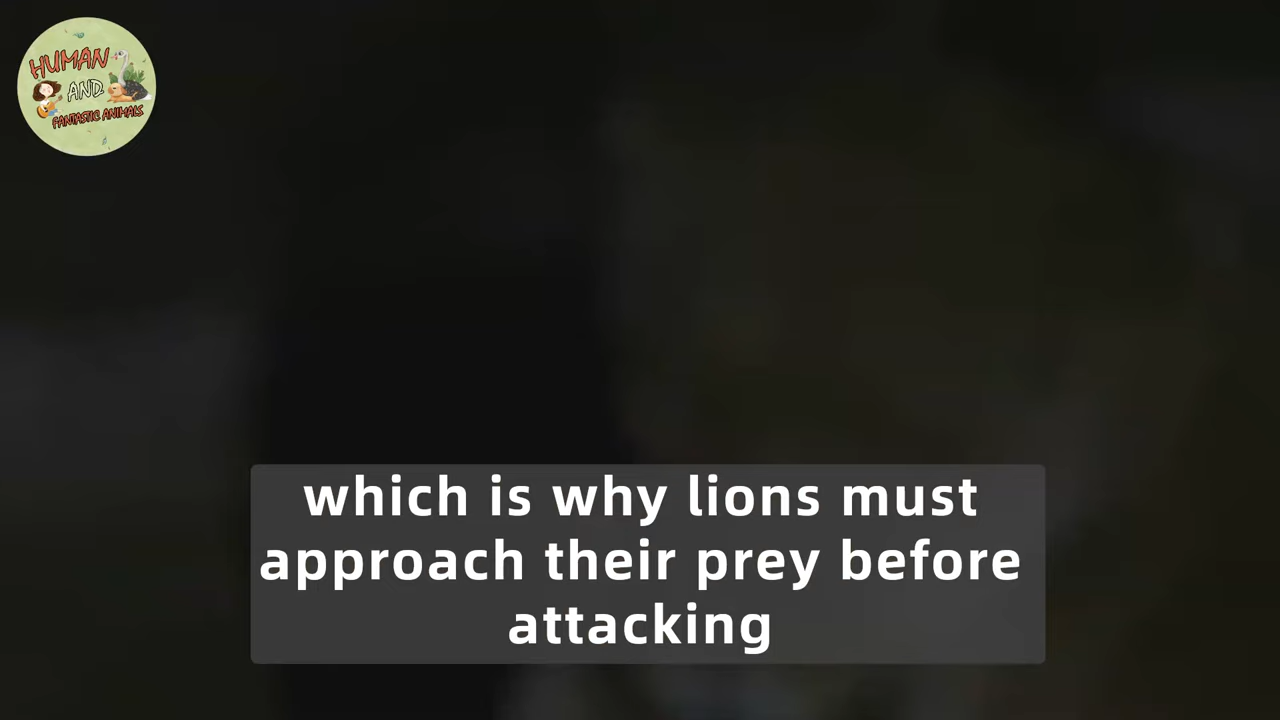 HUMAN
AND
FANTASTIC ANIMALS
which is why lions must
approach their prey before
attacking